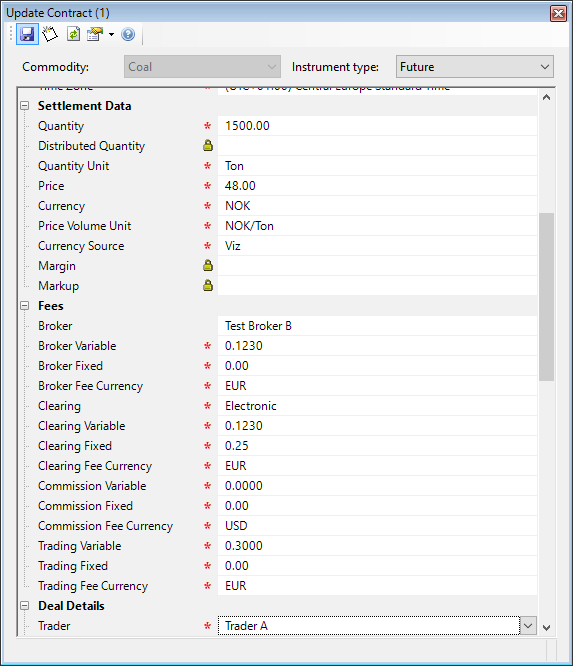 Update Contract (1)
Commodity: Coal Instrument type: Future
Time Zone (UTC+01:00) Central Europe Standard Time
Settlement Data
Quantity * 1500.00
Distributed Quantity
Quantity Unit * Ton
Price * 48.00
Currency * NOK
Price Volume Unit * NOK/Ton
Currency Source * Viz
Margin
Markup
Fees
Broker Test Broker B
Broker Variable * 0.1230
Broker Fixed * 0.00
Broker Fee Currency * EUR
Clearing * Electronic
Clearing Variable * 0.1230
Clearing Fixed * 0.25
Clearing Fee Currency * EUR
Commission Variable * 0.0000
Commission Fixed * 0.00
Commission Fee Currency * USD
Trading Variable * 0.3000
Trading Fixed * 0.00
Trading Fee Currency * EUR
Deal Details
Trader * Trader A